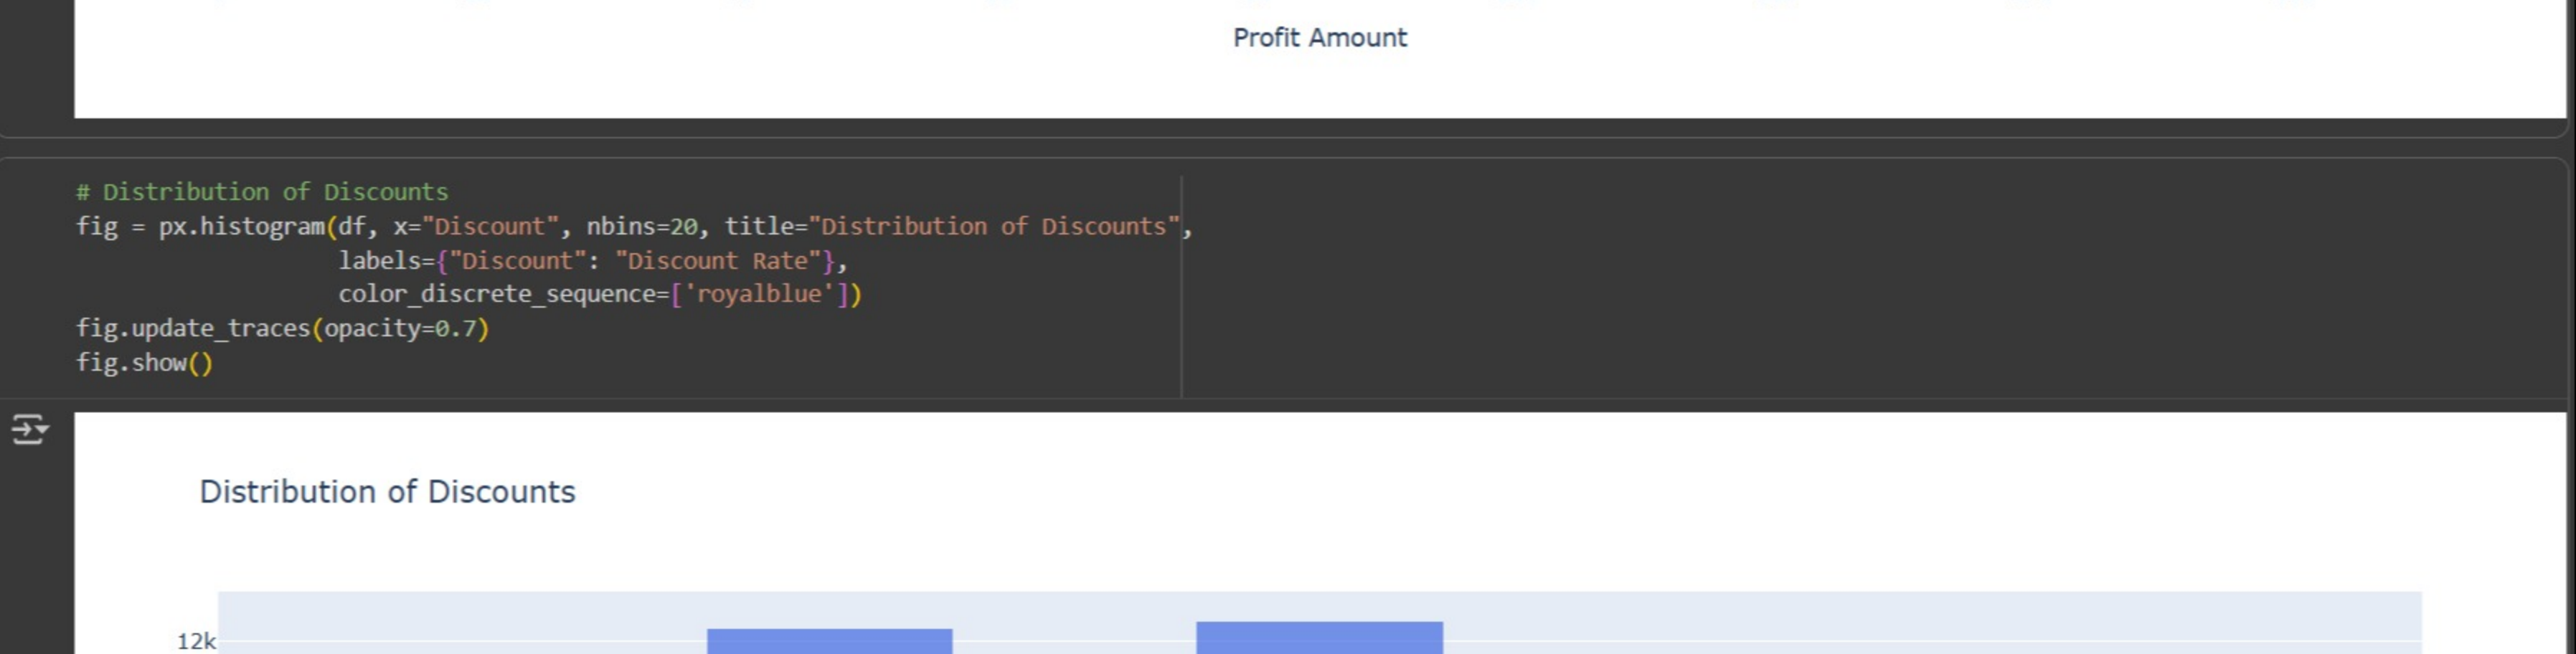 Profit Amount
# Distribution of Discounts
fig = px.histogram(df, x="Discount", nbins=20, title="Distribution of Discounts",
                   labels={"Discount": "Discount Rate"},
                   color_discrete_sequence=['royalblue'])
fig.update_traces(opacity=0.7)
fig.show()
Distribution of Discounts
12k